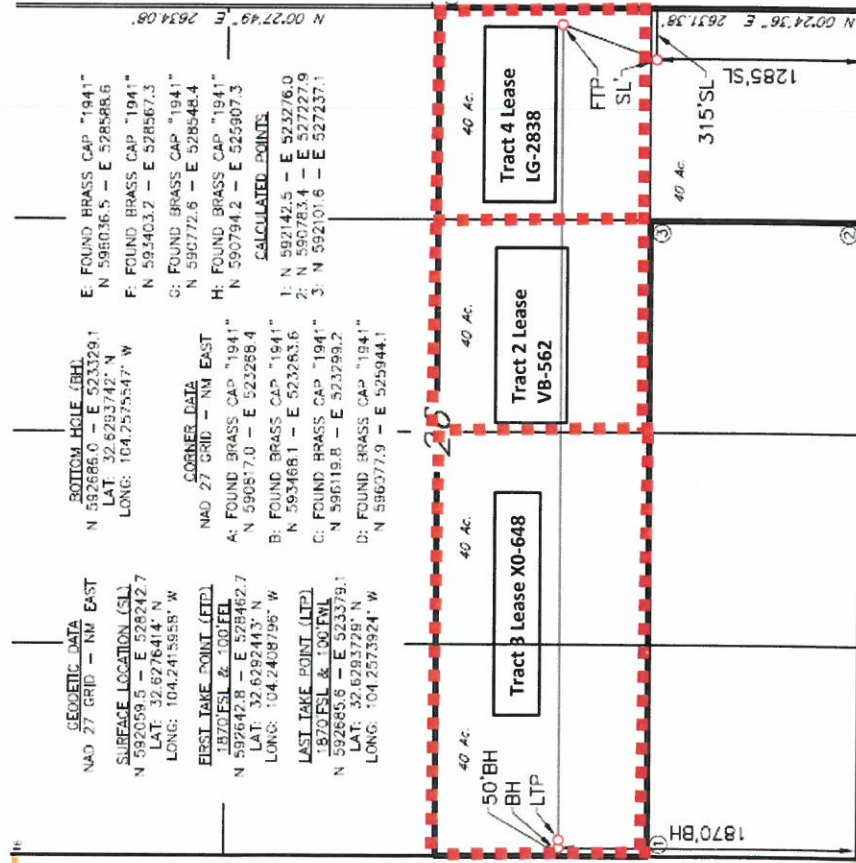 GEODETIC DATA
NAD 27 GRID – NM EAST
SURFACE LOCATION (SL)
N 592059.5 – E 528242.7
LAT: 32.6276414° N
LONG: 104.2415958° W
FIRST TAKE POINT (FTP)
1870'FSL & 100'FEL
N 592642.8 – E 528462.7
LAT: 32.6292443° N
LONG: 104.2408796° W
LAST TAKE POINT (LTP)
1870'FSL & 100'FWL
N 592685.6 – E 523379.1
LAT: 32.6293729° N
LONG: 104.2573924° W
BOTTOM HOLE (BH)
N 592686.0 – E 523329.1
LAT: 32.6293742° N
LONG: 104.2575547° W
CORNER DATA
NAD 27 GRID – NM EAST
A: FOUND BRASS CAP "1941"
N 590817.0 – E 523268.4
B: FOUND BRASS CAP "1941"
N 593468.1 – E 523283.6
C: FOUND BRASS CAP "1941"
N 596119.8 – E 523299.2
D: FOUND BRASS CAP "1941"
N 596077.9 – E 525944.1
E: FOUND BRASS CAP "1941"
N 596036.5 – E 528588.6
F: FOUND BRASS CAP "1941"
N 593403.2 – E 528567.3
G: FOUND BRASS CAP "1941"
N 590772.6 – E 528548.4
H: FOUND BRASS CAP "1941"
N 590794.2 – E 525907.3
CALCULATED POINTS
1: N 592142.5 – E 523276.0
2: N 590783.4 – E 527227.9
3: N 592101.6 – E 527237.1
N 00°27'49" E 2634.08'
26
40 Ac.
40 Ac.
40 Ac.
40 Ac.
Tract 3 Lease X0-648
Tract 2 Lease
VB-562
Tract 4 Lease
LG-2838
50'BH
BH
LTP
FTP
SL
1
1870'BH
3
2
40 Ac.
315'SL
1285'SL
N 00°24'36" E 2631.38'